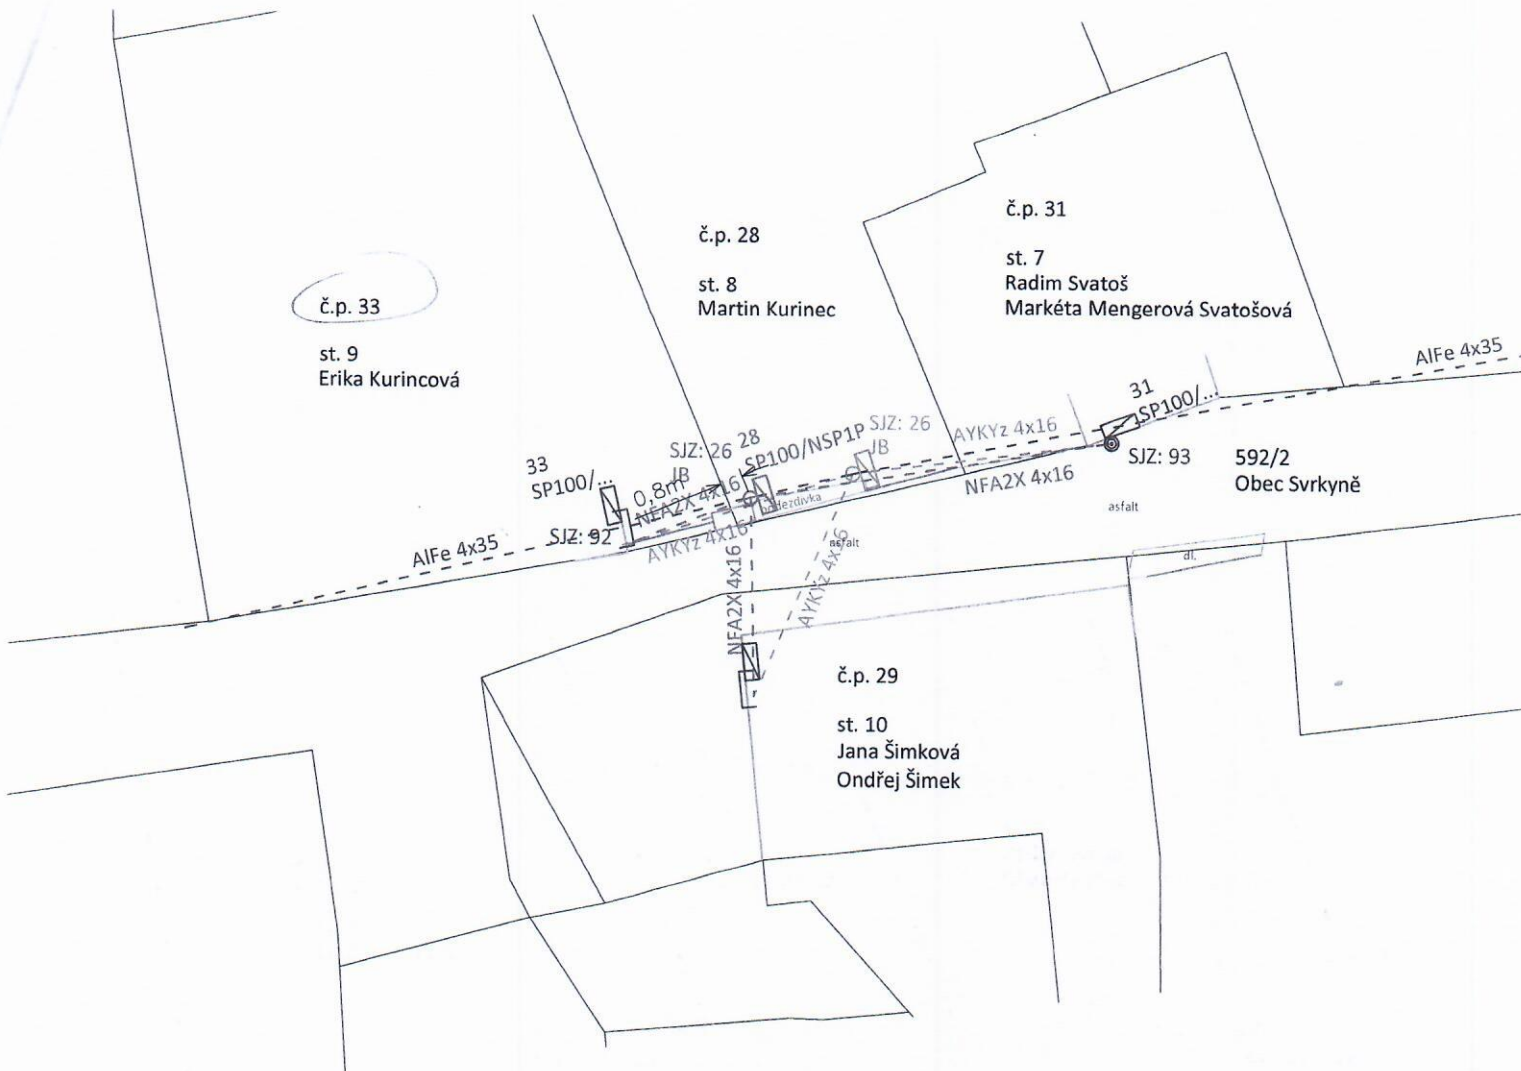 č.p. 33
st. 9
Erika Kurincová
č.p. 28
st. 8
Martin Kurinec
č.p. 31
st. 7
Radim Svatoš
Markéta Mengerová Svatošová
AlFe 4x35
31
SP100/...
SJZ: 93
592/2
Obec Svrkyně
asfalt
AYKYz 4x16
NFA2X 4x16
SJZ: 26
JB
28
SP100/NSP1P
SJZ: 26
JB
33
SP100/...
0,8m
NFA2X 4x16
SJZ: 92
AlFe 4x35
AYKYz 4x16
podezdívka
asfalt
NFA2X 4x16
AYKYz 4x16
dl.
r
č.p. 29
st. 10
Jana Šimková
Ondřej Šimek